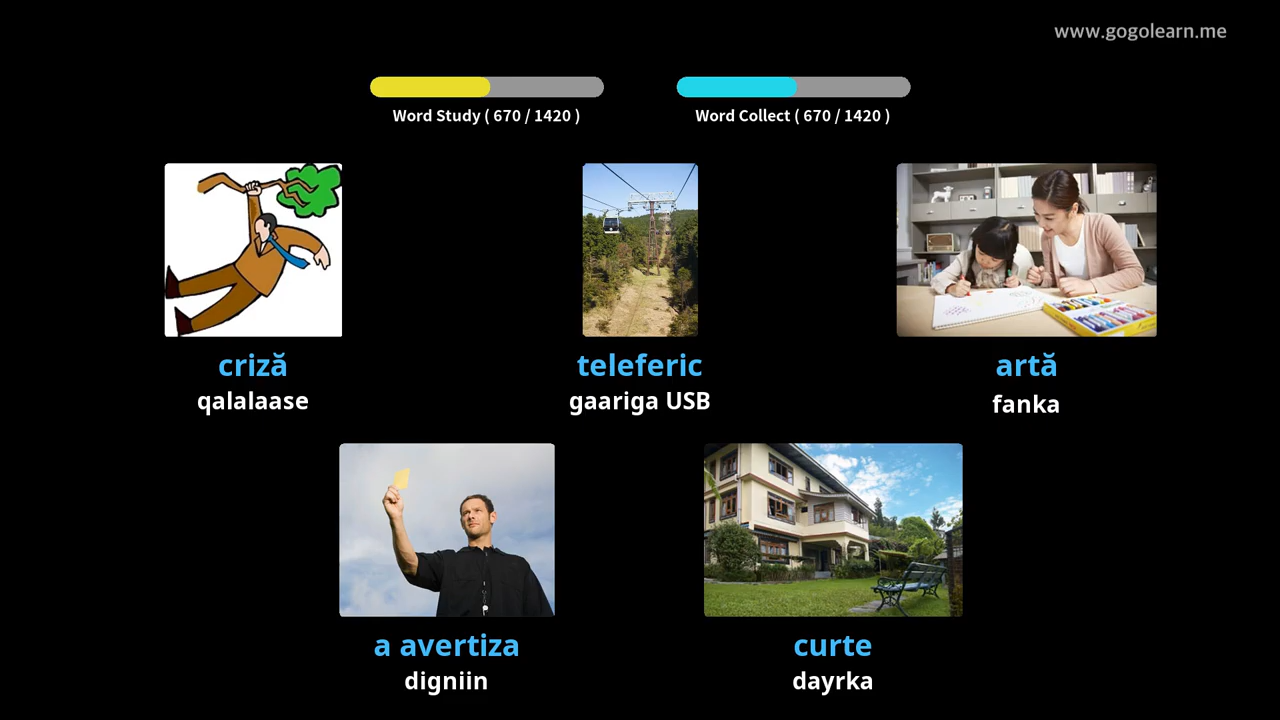 www.gogolearn.me
Word Study ( 670 / 1420 )
Word Collect ( 670 / 1420 )
criză
teleferic
artă
qalalaase
gaariga USB
fanka
a avertiza
curte
digniin
dayrka